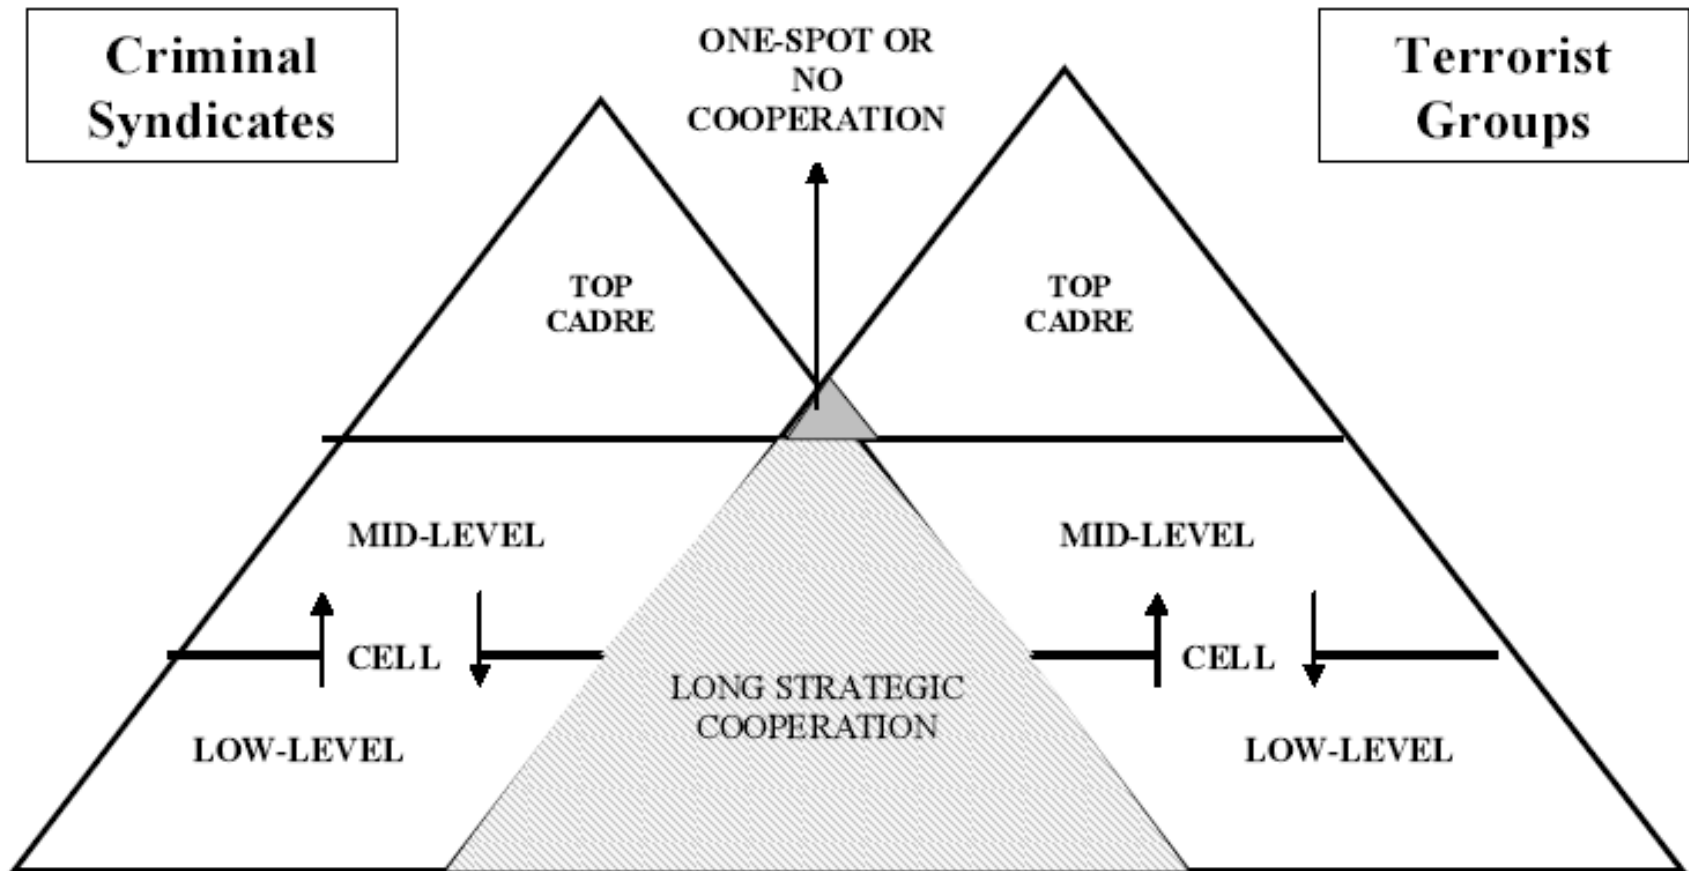 Criminal
Syndicates
ONE-SPOT OR
NO
COOPERATION
Terrorist
Groups
TOP
CADRE
TOP
CADRE
MID-LEVEL
MID-LEVEL
CELL
CELL
LONG STRATEGIC
COOPERATION
LOW-LEVEL
LOW-LEVEL